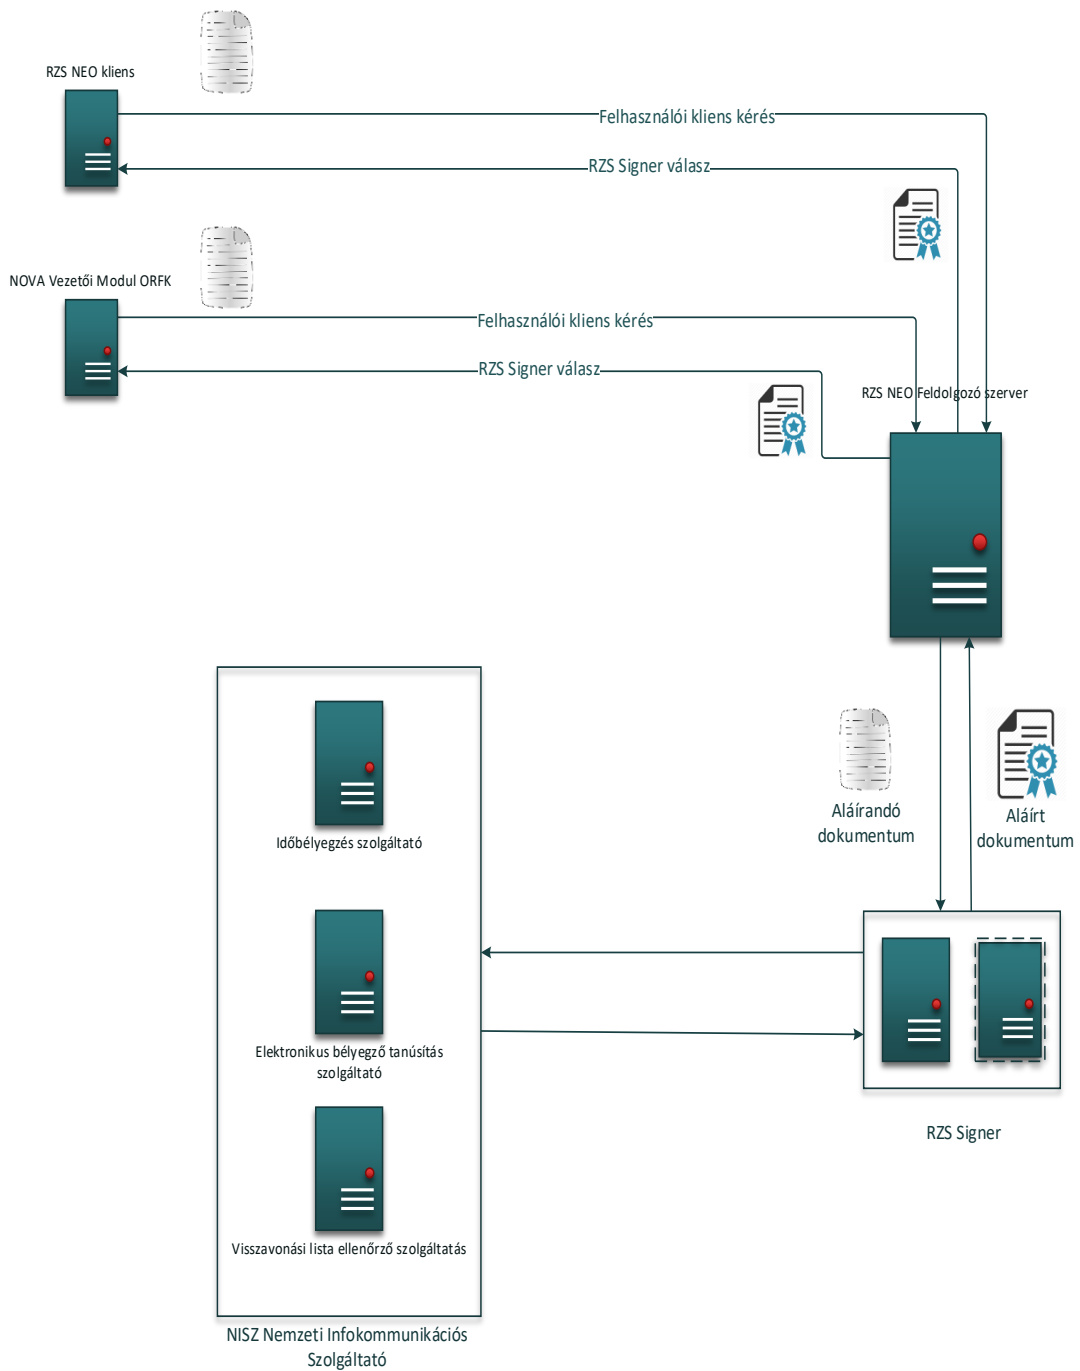 RZS NEO kliens
Felhasználói kliens kérés
RZS Signer válasz
NOVA Vezetői Modul ORFK
Felhasználói kliens kérés
RZS Signer válasz
RZS NEO Feldolgozó szerver
Aláírandó
dokumentum
Aláírt
dokumentum
Időbélyegzés szolgáltató
Elektronikus bélyegző tanúsítás
szolgáltató
Visszavonási lista ellenőrző szolgáltatás
RZS Signer
NISZ Nemzeti Infokommunikációs
Szolgáltató